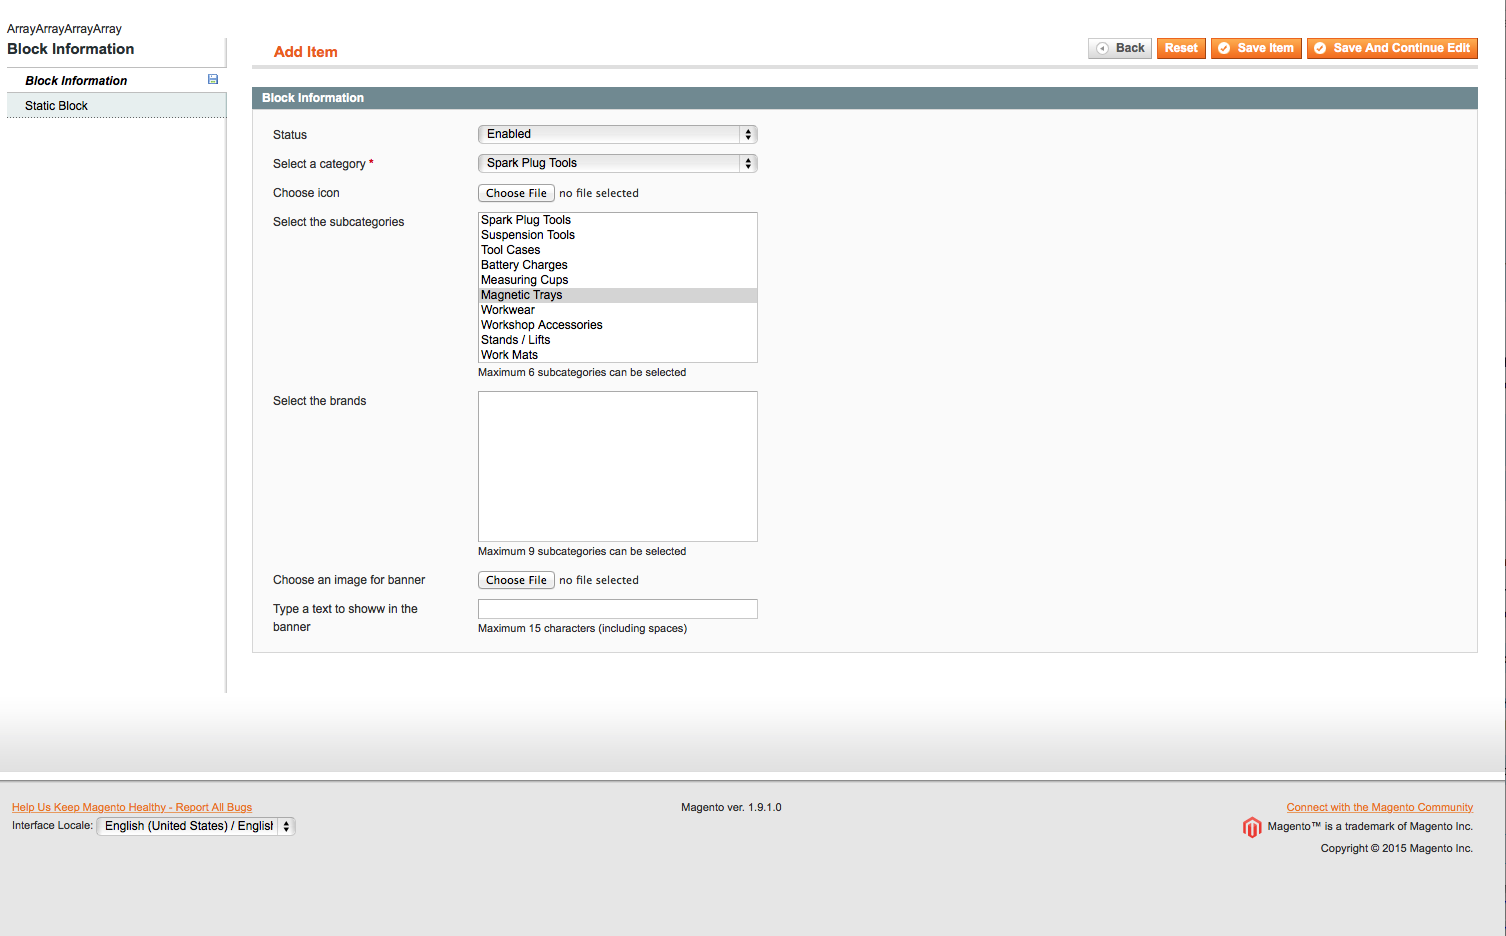 ArrayArrayArrayArray
Block Information
Block Information
Static Block
Add Item
Back Reset Save Item Save And Continue Edit
Block Information
Status Enabled
Select a category * Spark Plug Tools
Choose icon Choose File no file selected
Select the subcategories
Spark Plug Tools
Suspension Tools
Tool Cases
Battery Charges
Measuring Cups
Magnetic Trays
Workwear
Workshop Accessories
Stands / Lifts
Work Mats
Maximum 6 subcategories can be selected
Select the brands
Maximum 9 subcategories can be selected
Choose an image for banner Choose File no file selected
Type a text to showw in the
banner
Maximum 15 characters (including spaces)
Help Us Keep Magento Healthy - Report All Bugs
Interface Locale: English (United States) / English
Magento ver. 1.9.1.0
Connect with the Magento Community
Magento™ is a trademark of Magento Inc.
Copyright © 2015 Magento Inc.